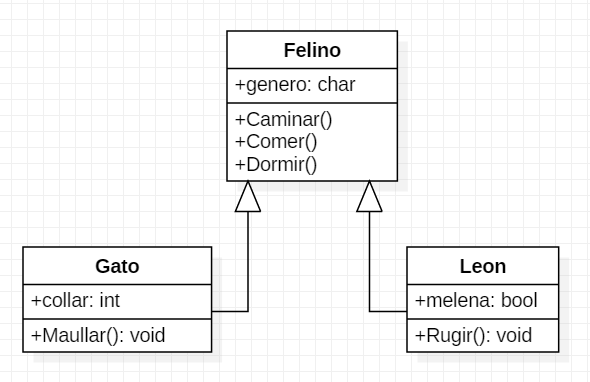 Felino
+genero: char
+Caminar()
+Comer()
+Dormir()
Gato
+collar: int
+Maullar(): void
Leon
+melena: bool
+Rugir(): void